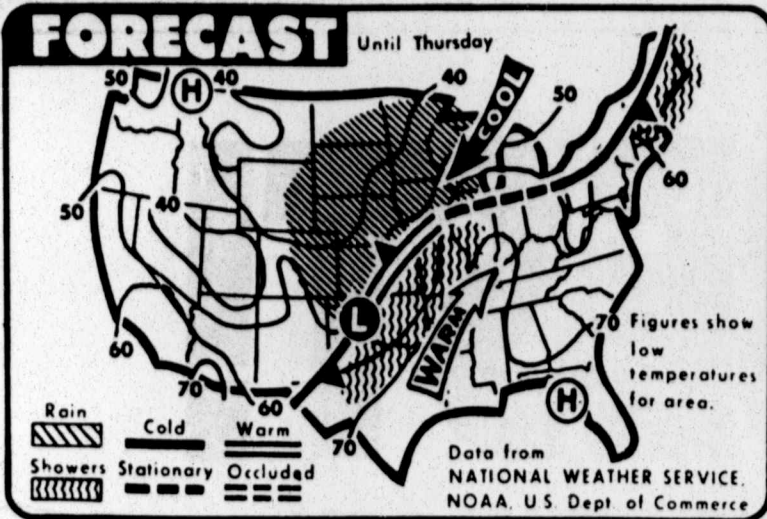 FORECAST Until Thursday
50 H 40
40
COOL
50
60
50
40
L
WARM
70 Figures show
low
temperatures
for area.
60
70
60
70
H
Rain Cold Warm
Showers Stationary Occluded
Data from
NATIONAL WEATHER SERVICE,
NOAA, U.S. Dept. of Commerce